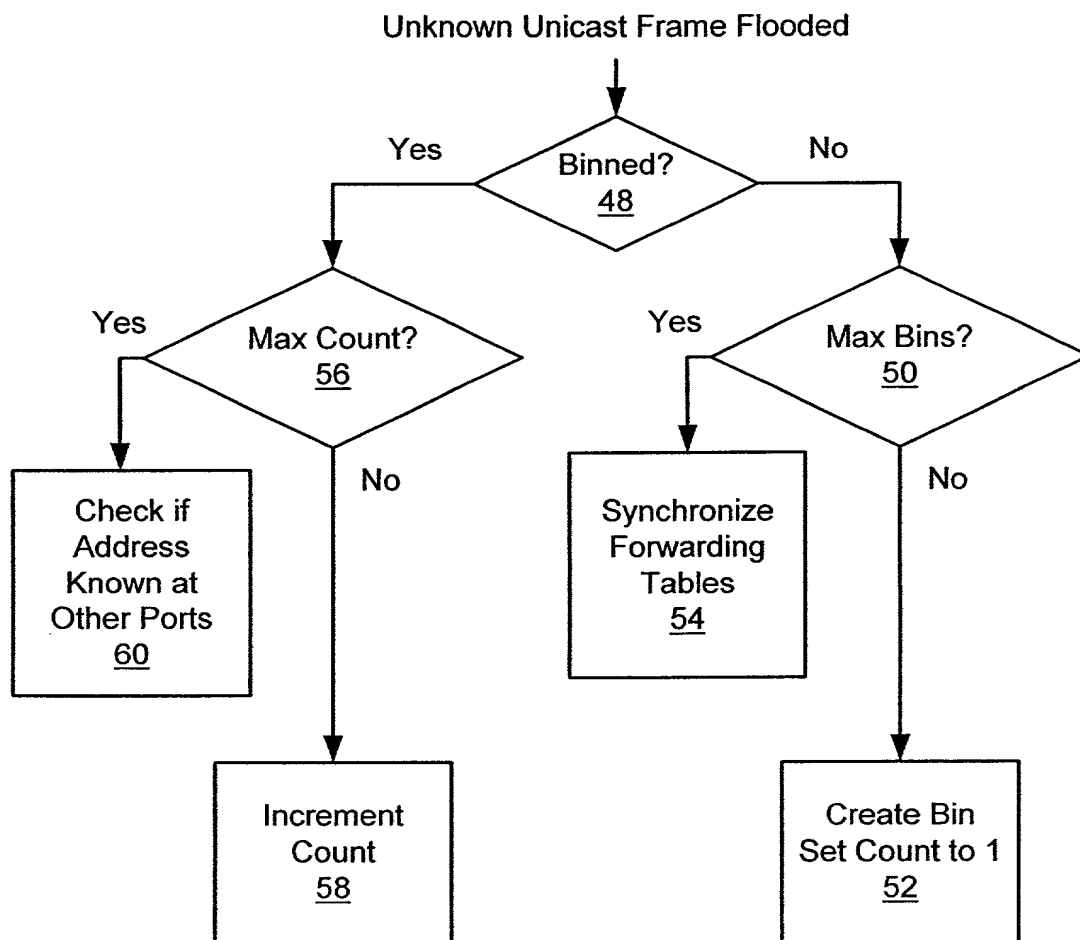 Unknown Unicast Frame Flooded
Yes
No
Binned?
48
Yes
Max Count?
56
Yes
Max Bins?
50
No
No
Check if
Address
Known at
Other Ports
60
Synchronize
Forwarding
Tables
54
Increment
Count
58
Create Bin
Set Count to 1
52